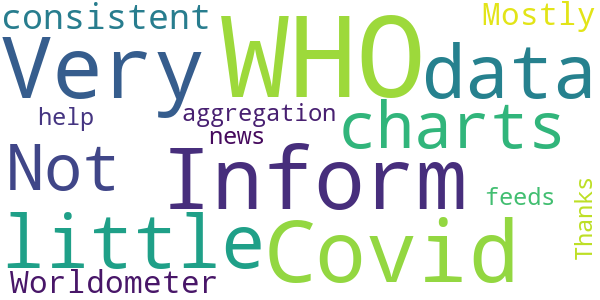 consistent
Mostly
Very
WHO
data
help
aggregation
charts
news
Not
Inform
feeds
Thanks
little
Covid
Worldometer